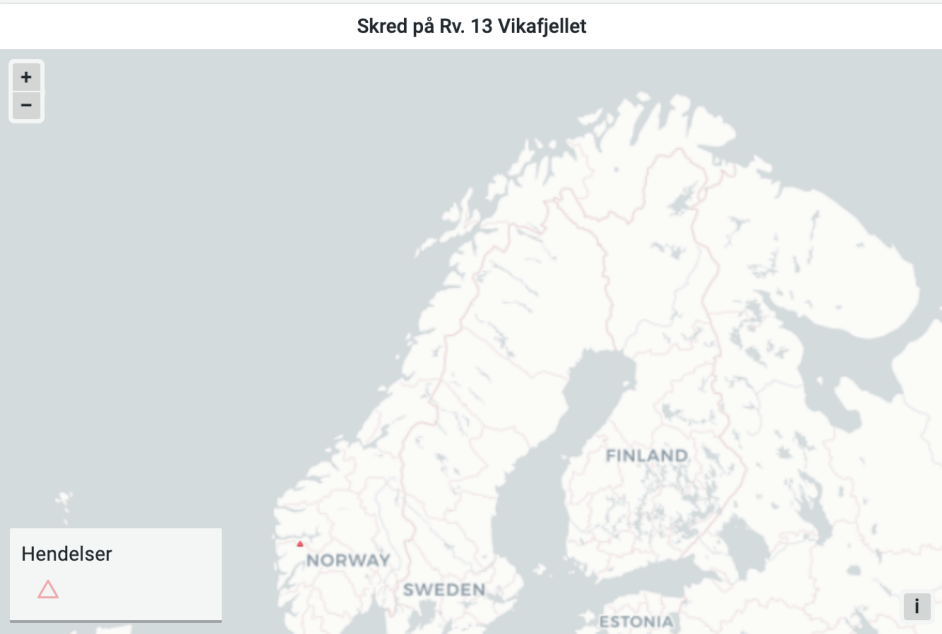 Skred på Rv. 13 Vikafjellet
+
−
FINLAND
Hendelser
NORWAY
SWEDEN
ESTONIA
i